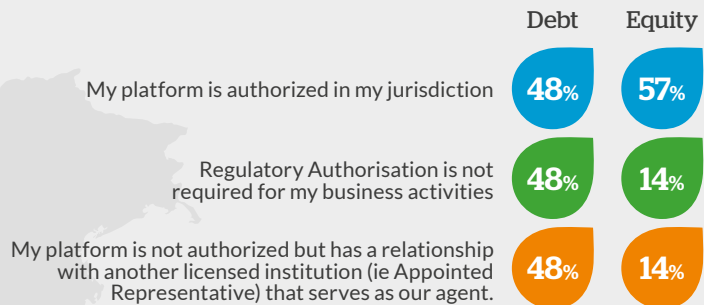 Debt Equity
My platform is authorized in my jurisdiction 48% 57%
Regulatory Authorisation is not
required for my business activities 48% 14%
My platform is not authorized but has a relationship
with another licensed institution (ie Appointed
Representative) that serves as our agent. 48% 14%